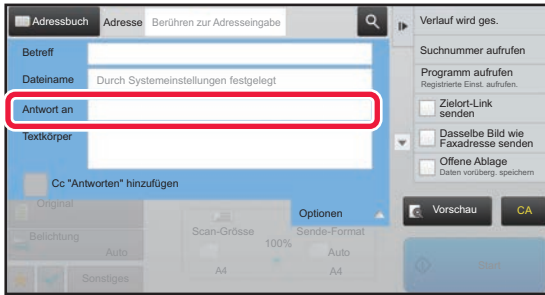 Adressbuch
Adresse
Berühren zur Adresseingabe
Betreff
Dateiname
Durch Systemeinstellungen festgelegt
Antwort an
Textkörper
Cc "Antworten" hinzufügen
Optionen
Original
Belichtung
Auto
Sonstiges
Scan-Grösse
A4
100%
Sende-Format
Auto
A4
Verlauf wird ges.
Suchnummer aufrufen
Programm aufrufen
Registrierte Einst. aufrufen.
Zielort-Link
senden
Dasselbe Bild wie
Faxadresse senden
Offene Ablage
Daten vorüberg. speichern
Vorschau
CA
Start